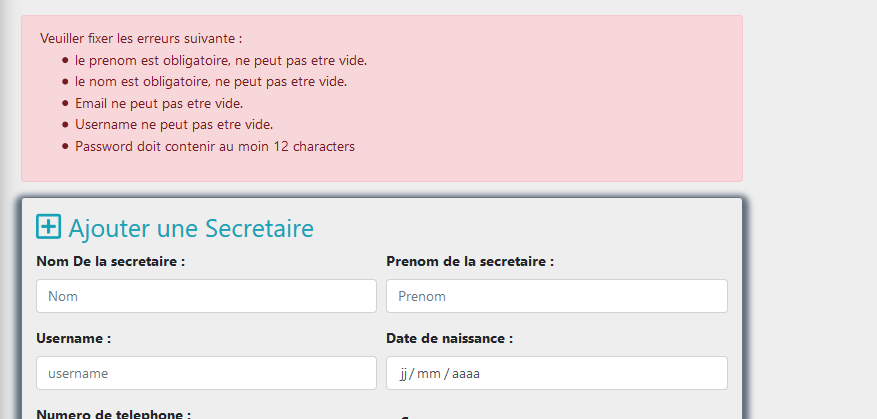 Veuiller fixer les erreurs suivante :
le prenom est obligatoire, ne peut pas etre vide.
le nom est obligatoire, ne peut pas etre vide.
Email ne peut pas etre vide.
Username ne peut pas etre vide.
Password doit contenir au moin 12 characters
Ajouter une Secretaire
Nom De la secretaire : Prenom de la secretaire :
Nom Prenom
Username : Date de naissance :
username jj / mm / aaaa
Numero de telephone :